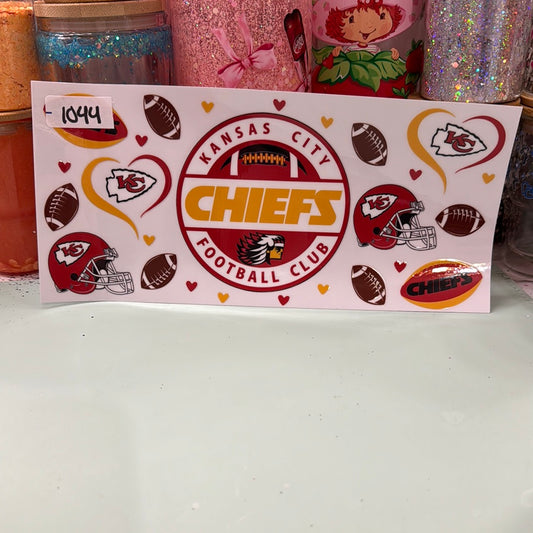 1044
KANSAS CITY
CHIEFS
FOOTBALL CLUB
KC
KC
KC
KC
CHIEFS